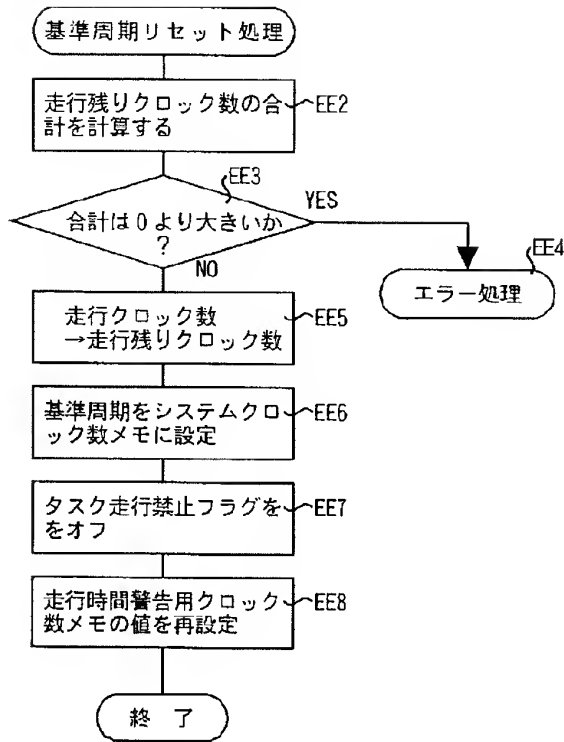 基準周期リセット処理
走行残りクロック数の合
計を計算する
EE2
EE3
合計は0より大きいか
?
YES
NO
EE4
エラー処理
走行クロック数
→走行残りクロック数
EE5
基準周期をシステムクロ
ック数メモに設定
EE6
タスク走行禁止フラグを
をオフ
EE7
走行時間警告用クロック
数メモの値を再設定
EE8
終 了